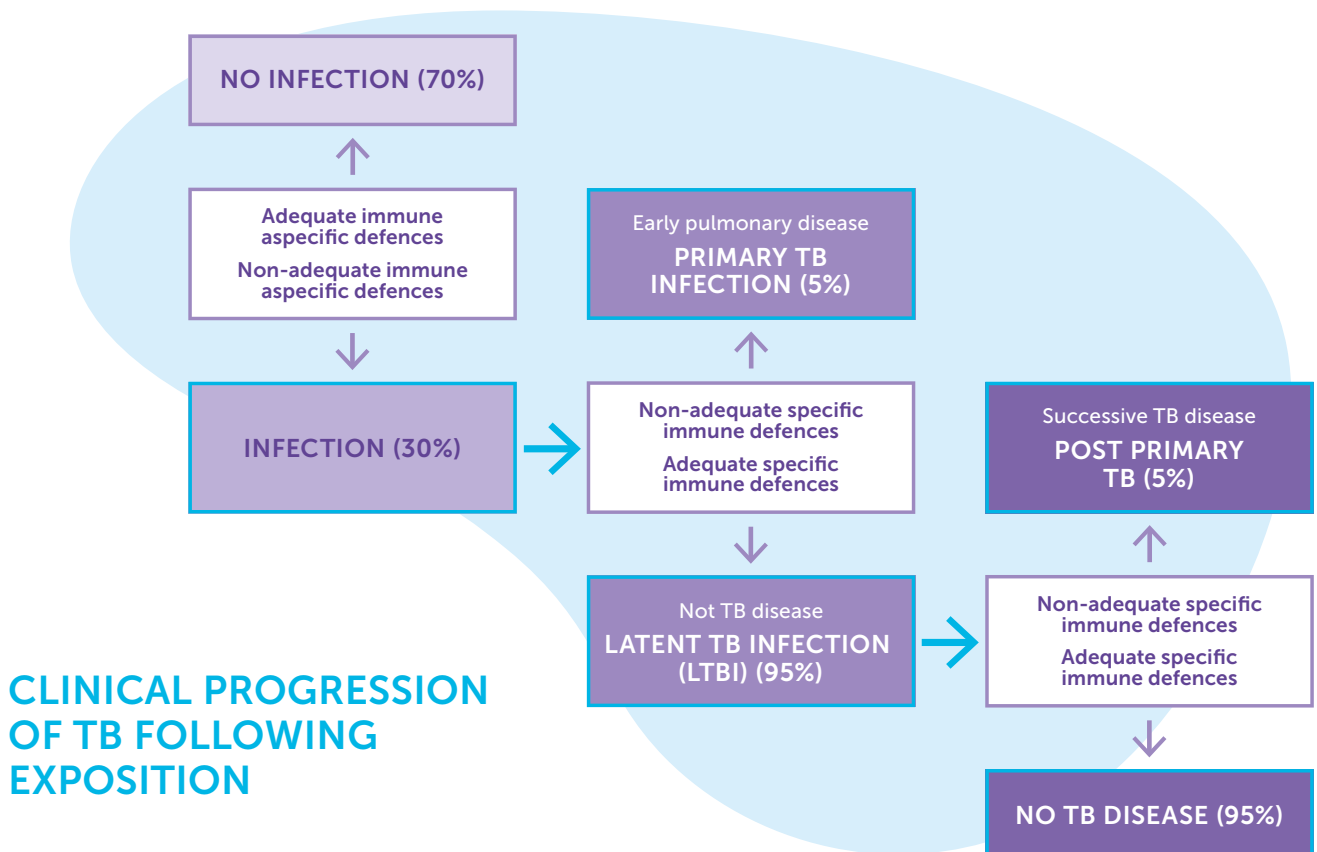 NO INFECTION (70%)
Adequate immune
aspecific defences
Non-adequate immune
aspecific defences
INFECTION (30%)
Early pulmonary disease
PRIMARY TB
INFECTION (5%)
Non-adequate specific
immune defences
Adequate specific
immune defences
Not TB disease
LATENT TB INFECTION
(LTBI) (95%)
Successive TB disease
POST PRIMARY
TB (5%)
Non-adequate specific
immune defences
Adequate specific
immune defences
NO TB DISEASE (95%)
CLINICAL PROGRESSION
OF TB FOLLOWING
EXPOSITION